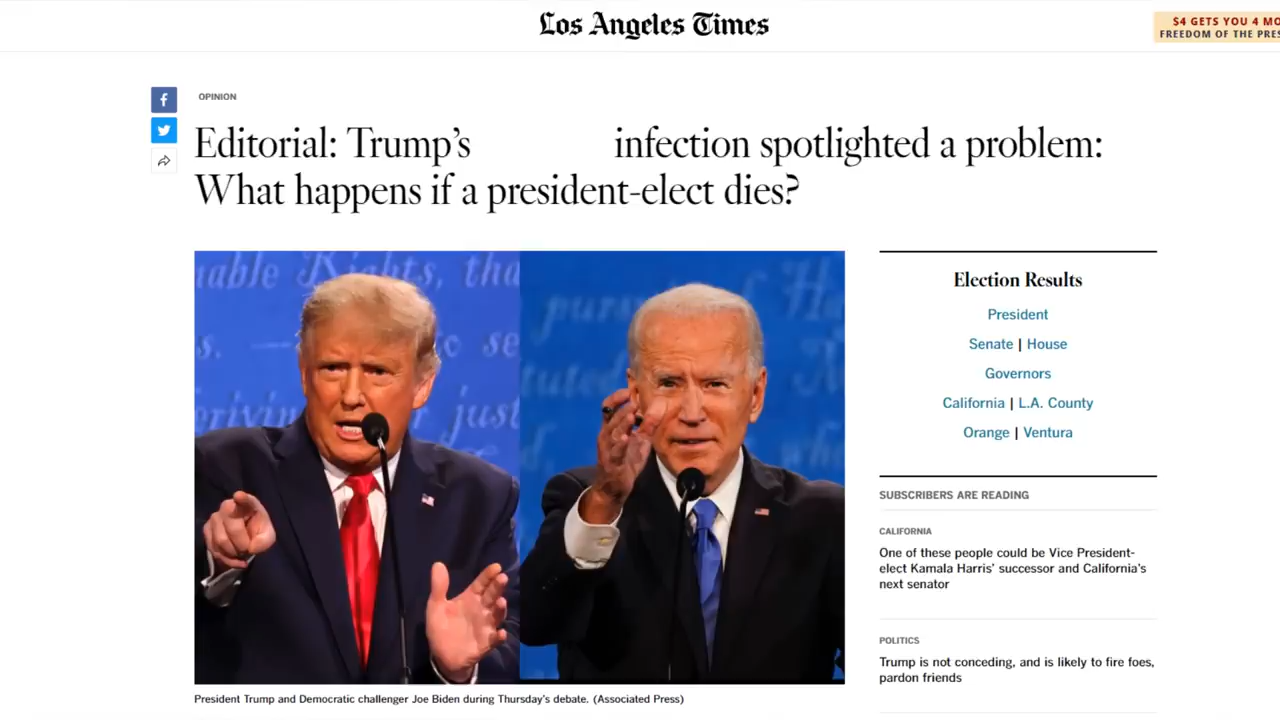 Los Angeles Times
$4 GETS YOU 4 MO
FREEDOM OF THE PRES
OPINION
Editorial: Trump's infection spotlighted a problem:
What happens if a president-elect dies?
Election Results
President
Senate | House
Governors
California | L.A. County
Orange | Ventura
SUBSCRIBERS ARE READING
CALIFORNIA
One of these people could be Vice President-
elect Kamala Harris' successor and California's
next senator
POLITICS
Trump is not conceding, and is likely to fire foes,
pardon friends
President Trump and Democratic challenger Joe Biden during Thursday's debate. (Associated Press)